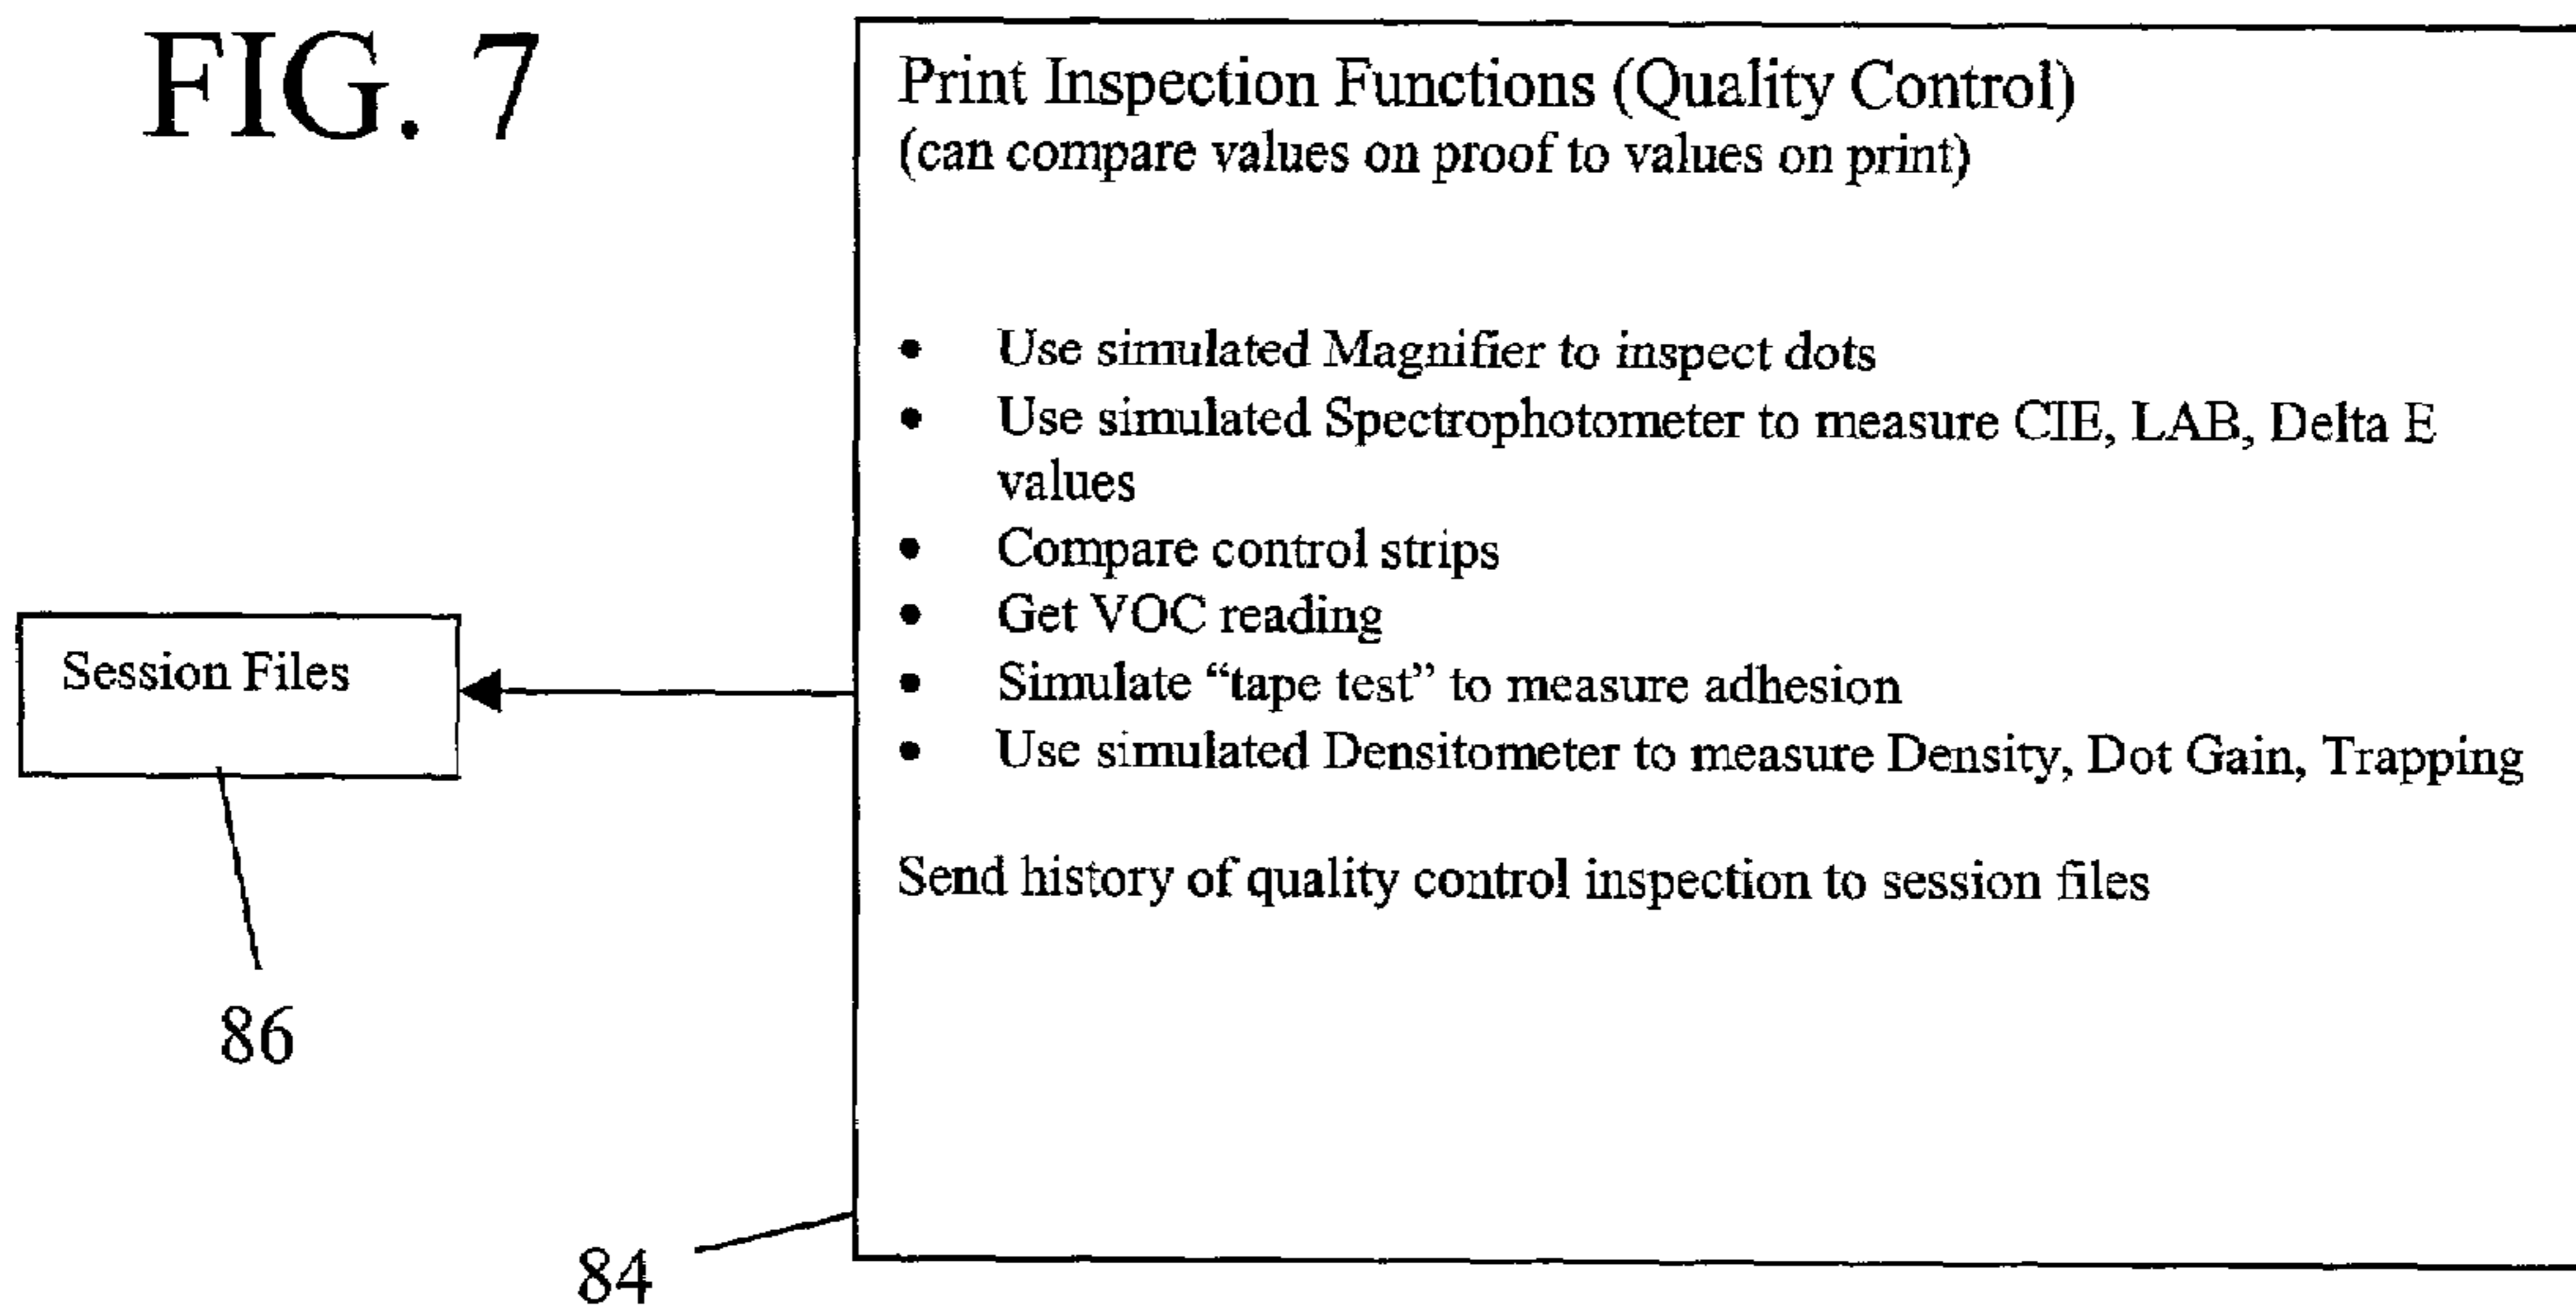 FIG. 7
Print Inspection Functions (Quality Control)
(can compare values on proof to values on print)
• Use simulated Magnifier to inspect dots
• Use simulated Spectrophotometer to measure CIE, LAB, Delta E
values
• Compare control strips
• Get VOC reading
• Simulate “tape test” to measure adhesion
• Use simulated Densitometer to measure Density, Dot Gain, Trapping
Send history of quality control inspection to session files
Session Files
86
84